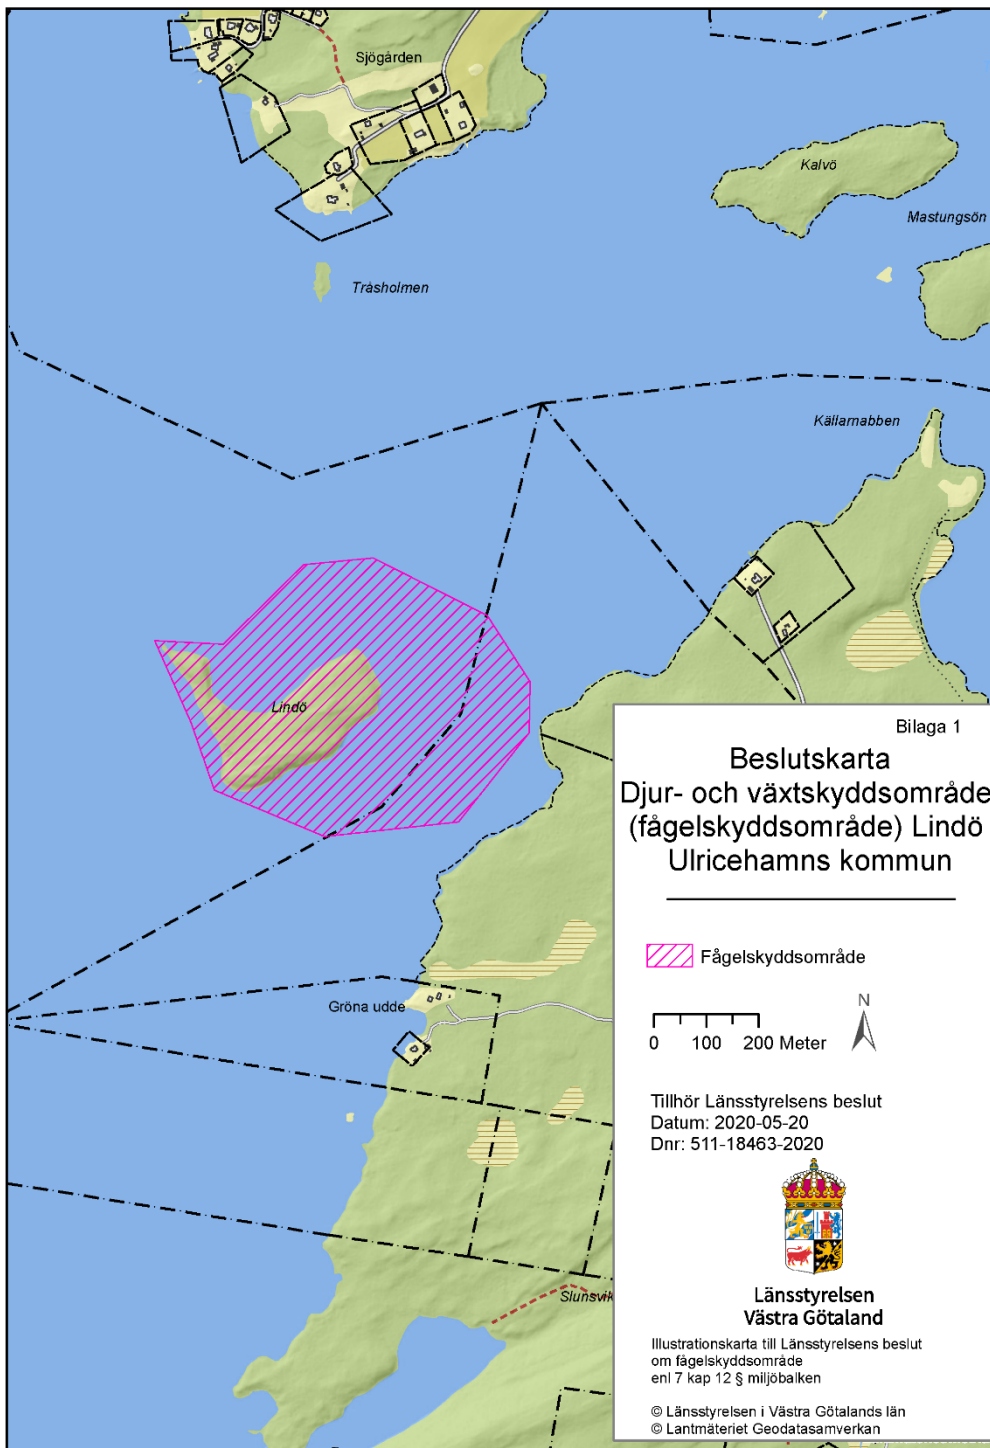 Sjögården
Kalvö
Mastungsön
Träsholmen
Källarnabben
Lindö
Gröna udde
Slunsvik
Bilaga 1
Beslutskarta
Djur- och växtskyddsområde
(fågelskyddsområde) Lindö
Ulricehamns kommun
Fågelskyddsområde
N
0 100 200 Meter
Tillhör Länsstyrelsens beslut
Datum: 2020-05-20
Dnr: 511-18463-2020
Länsstyrelsen
Västra Götaland
Illustrationskarta till Länsstyrelsens beslut
om fågelskyddsområde
enl 7 kap 12 § miljöbalken
© Länsstyrelsen i Västra Götalands län
© Lantmäteriet Geodatasamverkan